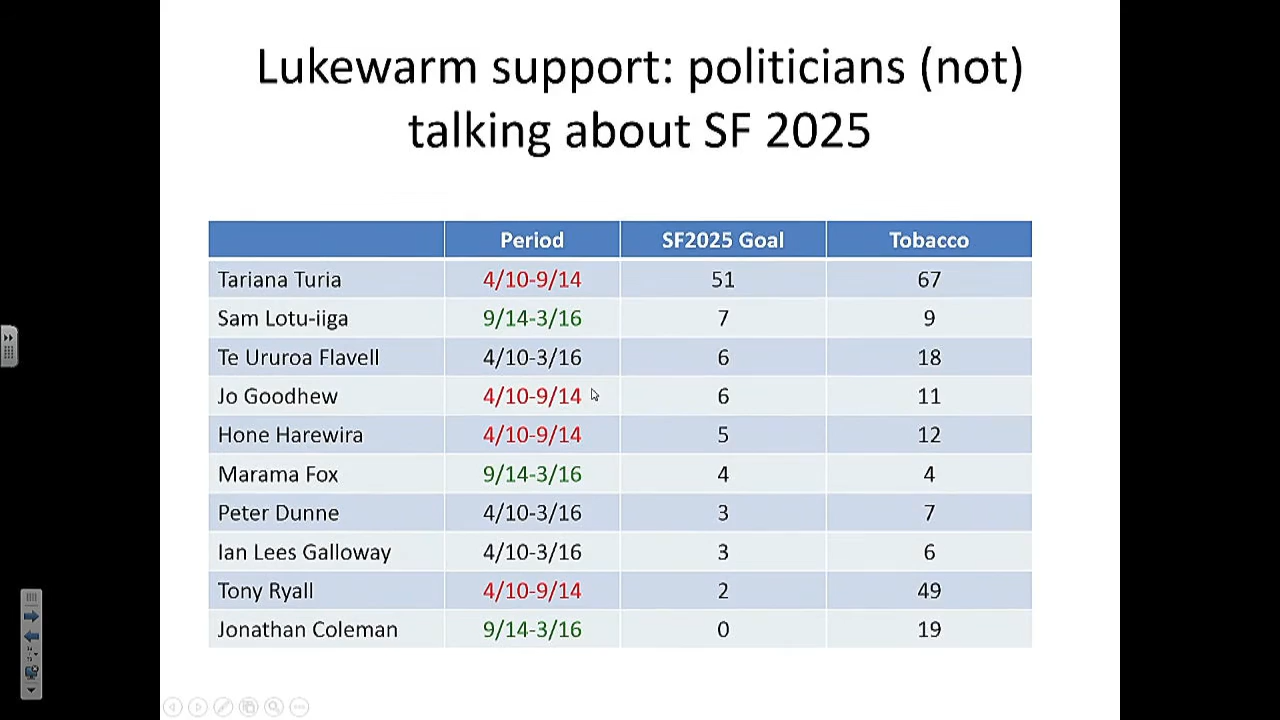 Lukewarm support: politicians (not)
talking about SF 2025
Period SF2025 Goal Tobacco
Tariana Turia 4/10-9/14 51 67
Sam Lotu-iiga 9/14-3/16 7 9
Te Ururoa Flavell 4/10-3/16 6 18
Jo Goodhew 4/10-9/14 6 11
Hone Harewira 4/10-9/14 5 12
Marama Fox 9/14-3/16 4 4
Peter Dunne 4/10-3/16 3 7
Ian Lees Galloway 4/10-3/16 3 6
Tony Ryall 4/10-9/14 2 49
Jonathan Coleman 9/14-3/16 0 19